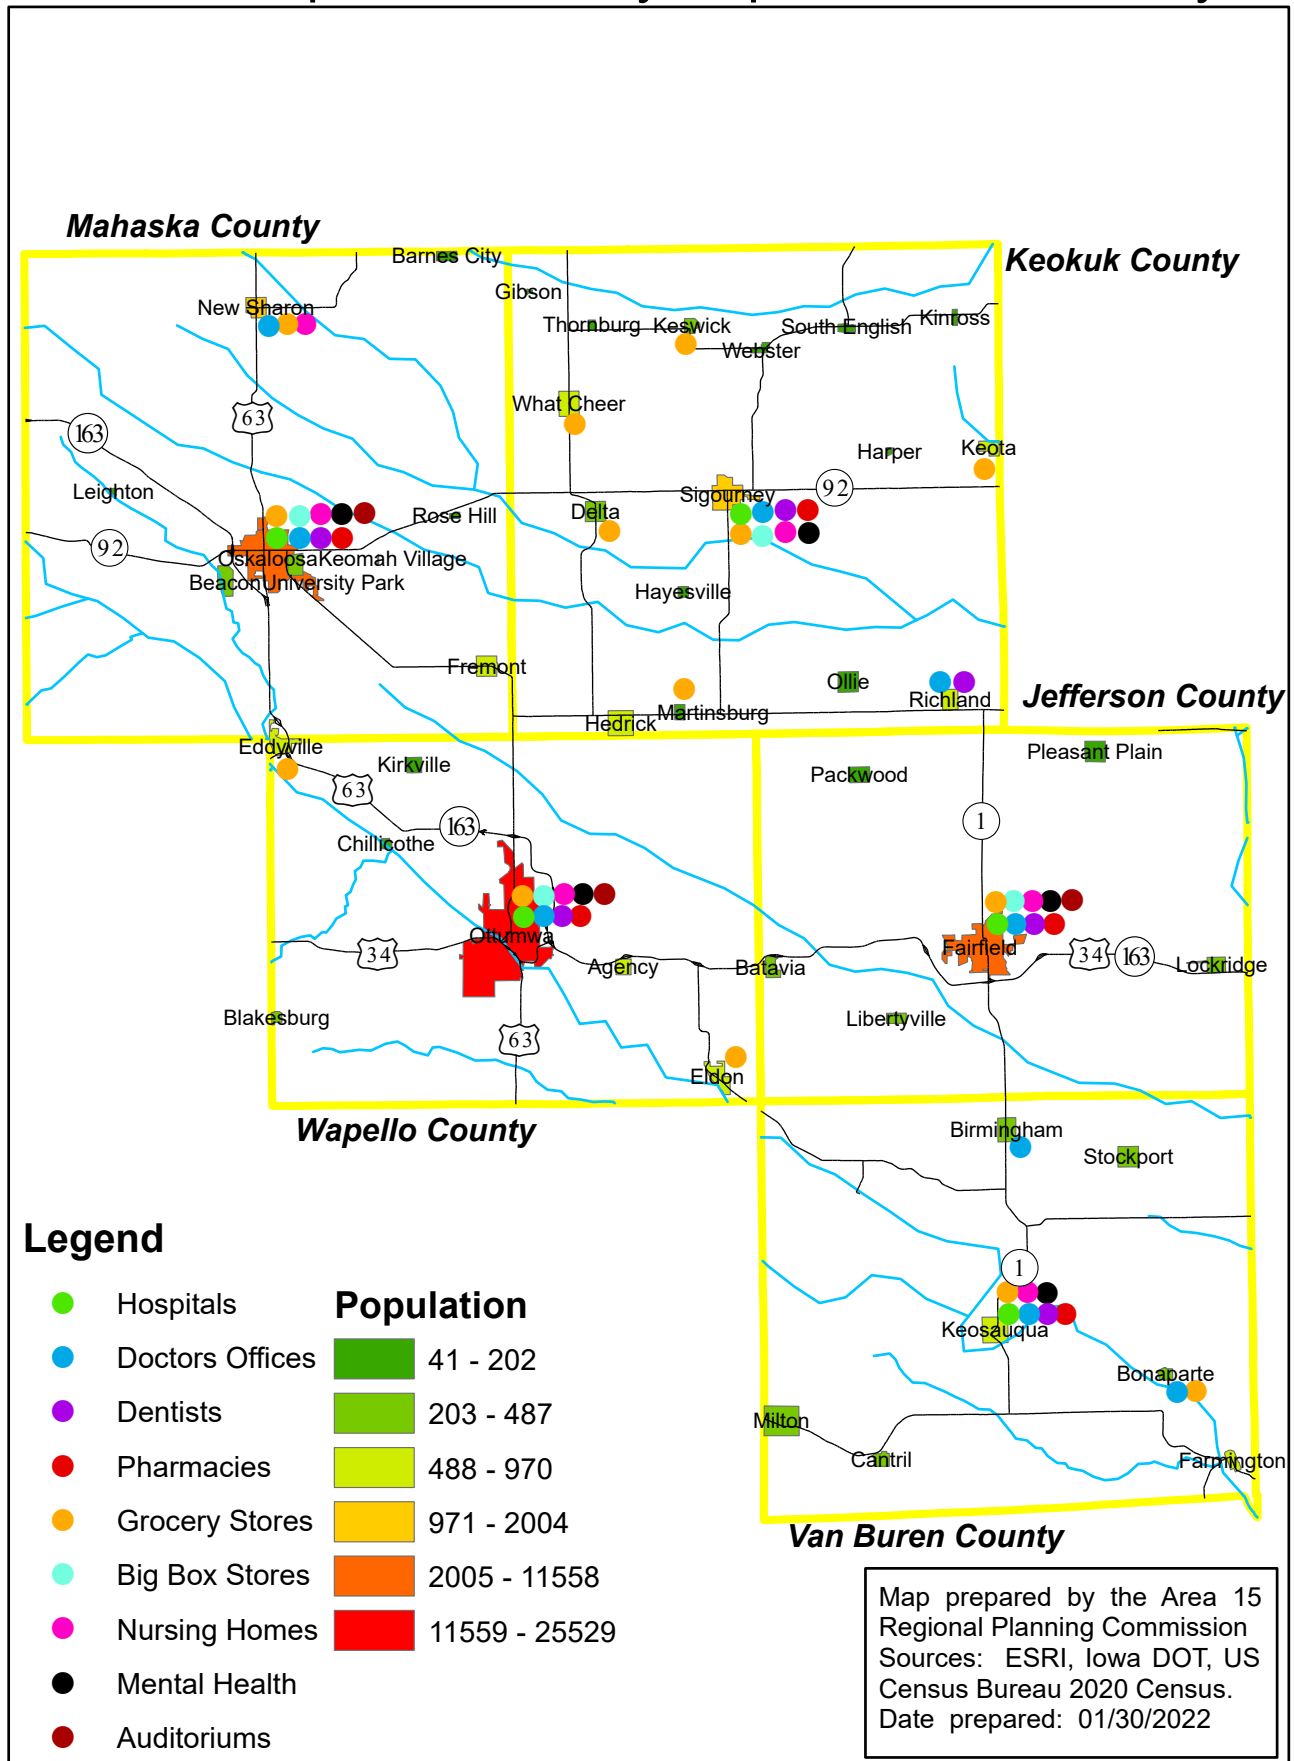 Mahaska County
Keokuk County
Barnes City
Gibson
New Sharon
Thornburg
Keswick
South English
Kinross
Webster
What Cheer
63
163
Harper
Keota
Leighton
Sigourney
92
Rose Hill
Delta
92
Oskaloosa
Keomah Village
Beacon
University Park
Hayesville
Fremont
Ollie
Richland
Jefferson County
Hedrick
Martinsburg
Eddyville
Kirkville
Packwood
Pleasant Plain
63
163
1
Chillicothe
Ottumwa
Fairfield
34
34
163
Agency
Batavia
Lockridge
Blakesburg
Libertyville
63
Eldon
Wapello County
Birmingham
Stockport
1
Keosauqua
Bonaparte
Milton
Cantril
Farmington
Van Buren County
Legend
Hospitals
Doctors Offices
Dentists
Pharmacies
Grocery Stores
Big Box Stores
Nursing Homes
Mental Health
Auditoriums
Population
41 - 202
203 - 487
488 - 970
971 - 2004
2005 - 11558
11559 - 25529
Map prepared by the Area 15
Regional Planning Commission
Sources: ESRI, Iowa DOT, US
Census Bureau 2020 Census.
Date prepared: 01/30/2022